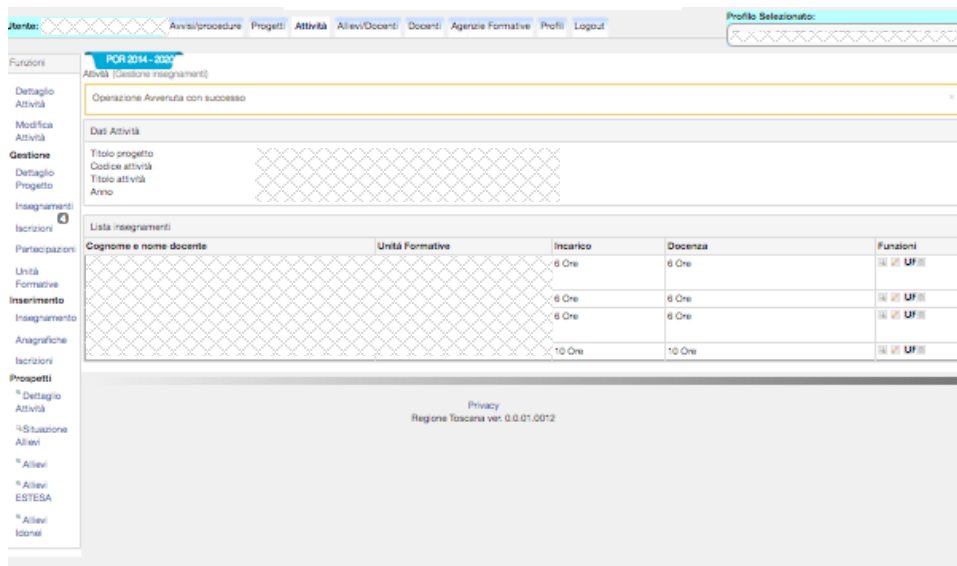 Utente:
Avvisi/procedure Progetti Attività Allievi/Docenti Docenti Agenzie Formative Profili Logout
Profilo Selezionato:
Funzioni
POR 2014 - 2020
Attività (Gestione insegnamenti)
Operazione Avvenuta con successo
Dettaglio
Attività
Modifica
Attività
Gestione
Dettaglio
Progetto
Insegnamenti
Iscrizioni 4
Partecipazioni
Unità
Formative
Inserimento
Insegnamento
Anagrafiche
Iscrizioni
Prospetti
Dettaglio
Attività
Situazione
Allievi
Allievi
Allievi
ESTESA
Allievi
Idonei
Dati Attività
Titolo progetto
Codice attività
Titolo attività
Anno
Lista insegnamenti
Cognome e nome docente Unitá Formative Incarico Docenza Funzioni
6 Ore 6 Ore UF
6 Ore 6 Ore UF
6 Ore 6 Ore UF
10 Ore 10 Ore UF
Privacy
Regione Toscana ver. 0.0.01.0012